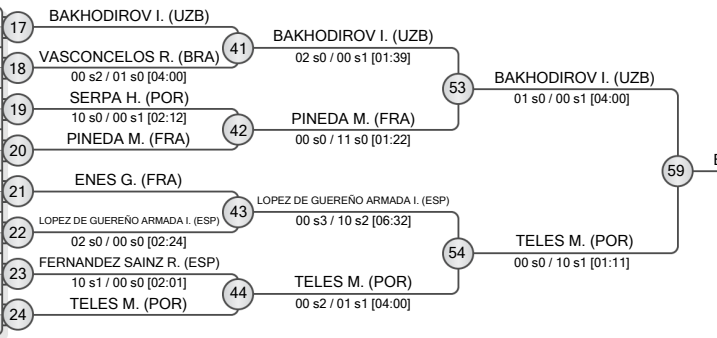 17
BAKHODIROV I. (UZB)
18
VASCONCELOS R. (BRA)
00 s2 / 01 s0 [04:00]
41
BAKHODIROV I. (UZB)
02 s0 / 00 s1 [01:39]
19
SERPA H. (POR)
10 s0 / 00 s1 [02:12]
20
PINEDA M. (FRA)
42
PINEDA M. (FRA)
00 s0 / 11 s0 [01:22]
53
BAKHODIROV I. (UZB)
01 s0 / 00 s1 [04:00]
21
ENES G. (FRA)
22
LOPEZ DE GUEREÑO ARMADA I. (ESP)
02 s0 / 00 s0 [02:24]
43
LOPEZ DE GUEREÑO ARMADA I. (ESP)
00 s3 / 10 s2 [06:32]
23
FERNANDEZ SAINZ R. (ESP)
10 s1 / 00 s0 [02:01]
24
TELES M. (POR)
44
TELES M. (POR)
00 s2 / 01 s1 [04:00]
54
TELES M. (POR)
00 s0 / 10 s1 [01:11]
59